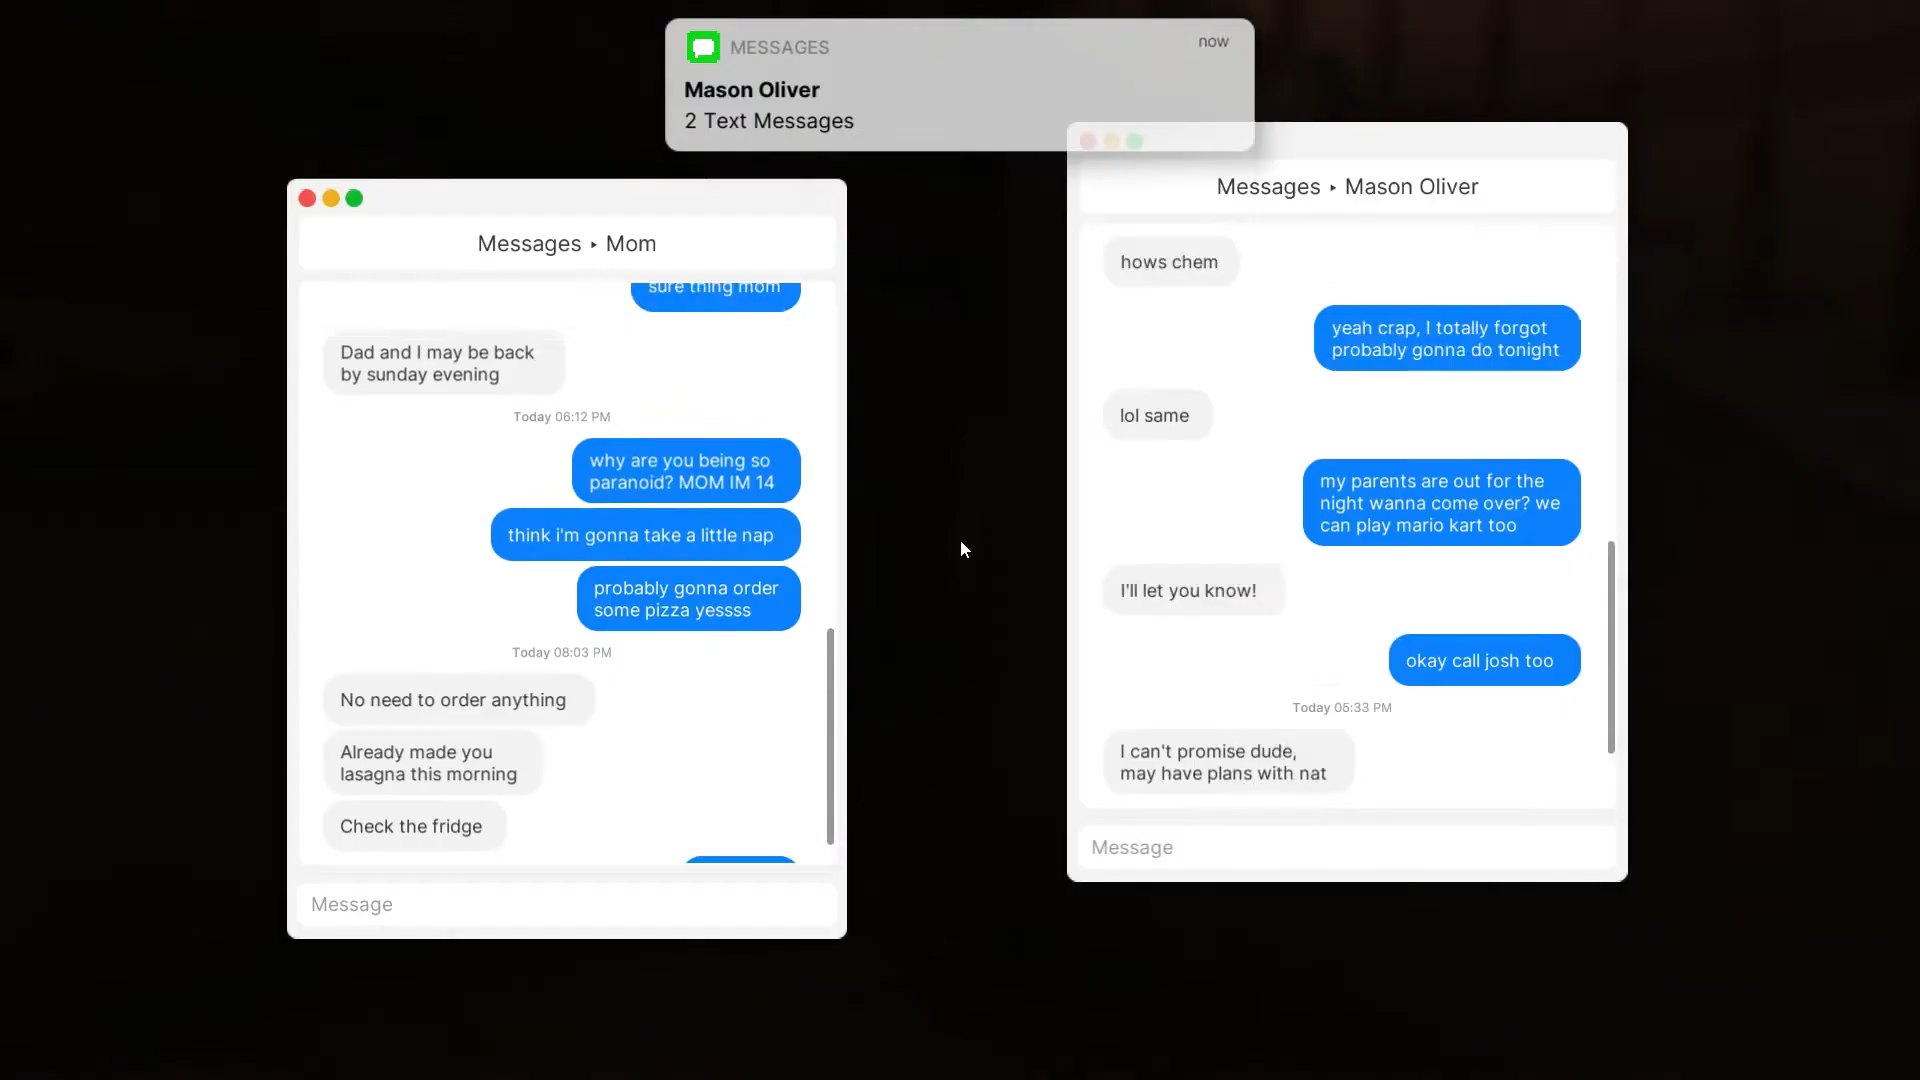 MESSAGES
now
Mason Oliver
2 Text Messages
Messages ‣ Mom
sure thing mom
Dad and I may be back
by sunday evening
Today 06:12 PM
why are you being so
paranoid? MOM IM 14
think i'm gonna take a little nap
probably gonna order
some pizza yessss
Today 08:03 PM
No need to order anything
Already made you
lasagna this morning
Check the fridge
Message
Messages ‣ Mason Oliver
hows chem
yeah crap, I totally forgot
probably gonna do tonight
lol same
my parents are out for the
night wanna come over? we
can play mario kart too
I'll let you know!
okay call josh too
Today 05:33 PM
I can't promise dude,
may have plans with nat
Message